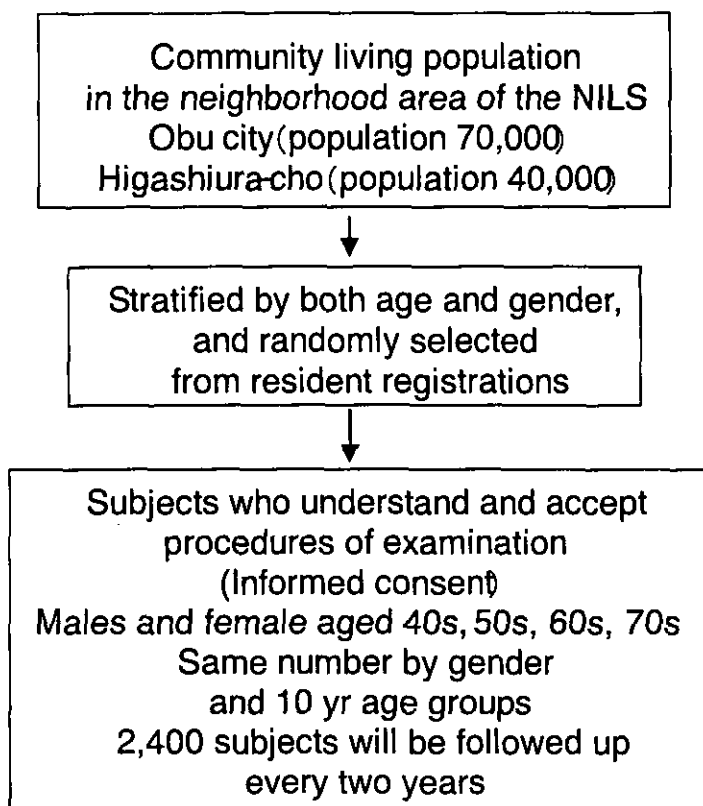 Community living population
in the neighborhood area of the NILS
Obu city(population 70,000)
Higashiura-cho(population 40,000)
Stratified by both age and gender,
and randomly selected
from resident registrations
Subjects who understand and accept
procedures of examination
(Informed consent)
Males and female aged 40s, 50s, 60s, 70s
Same number by gender
and 10 yr age groups
2,400 subjects will be followed up
every two years